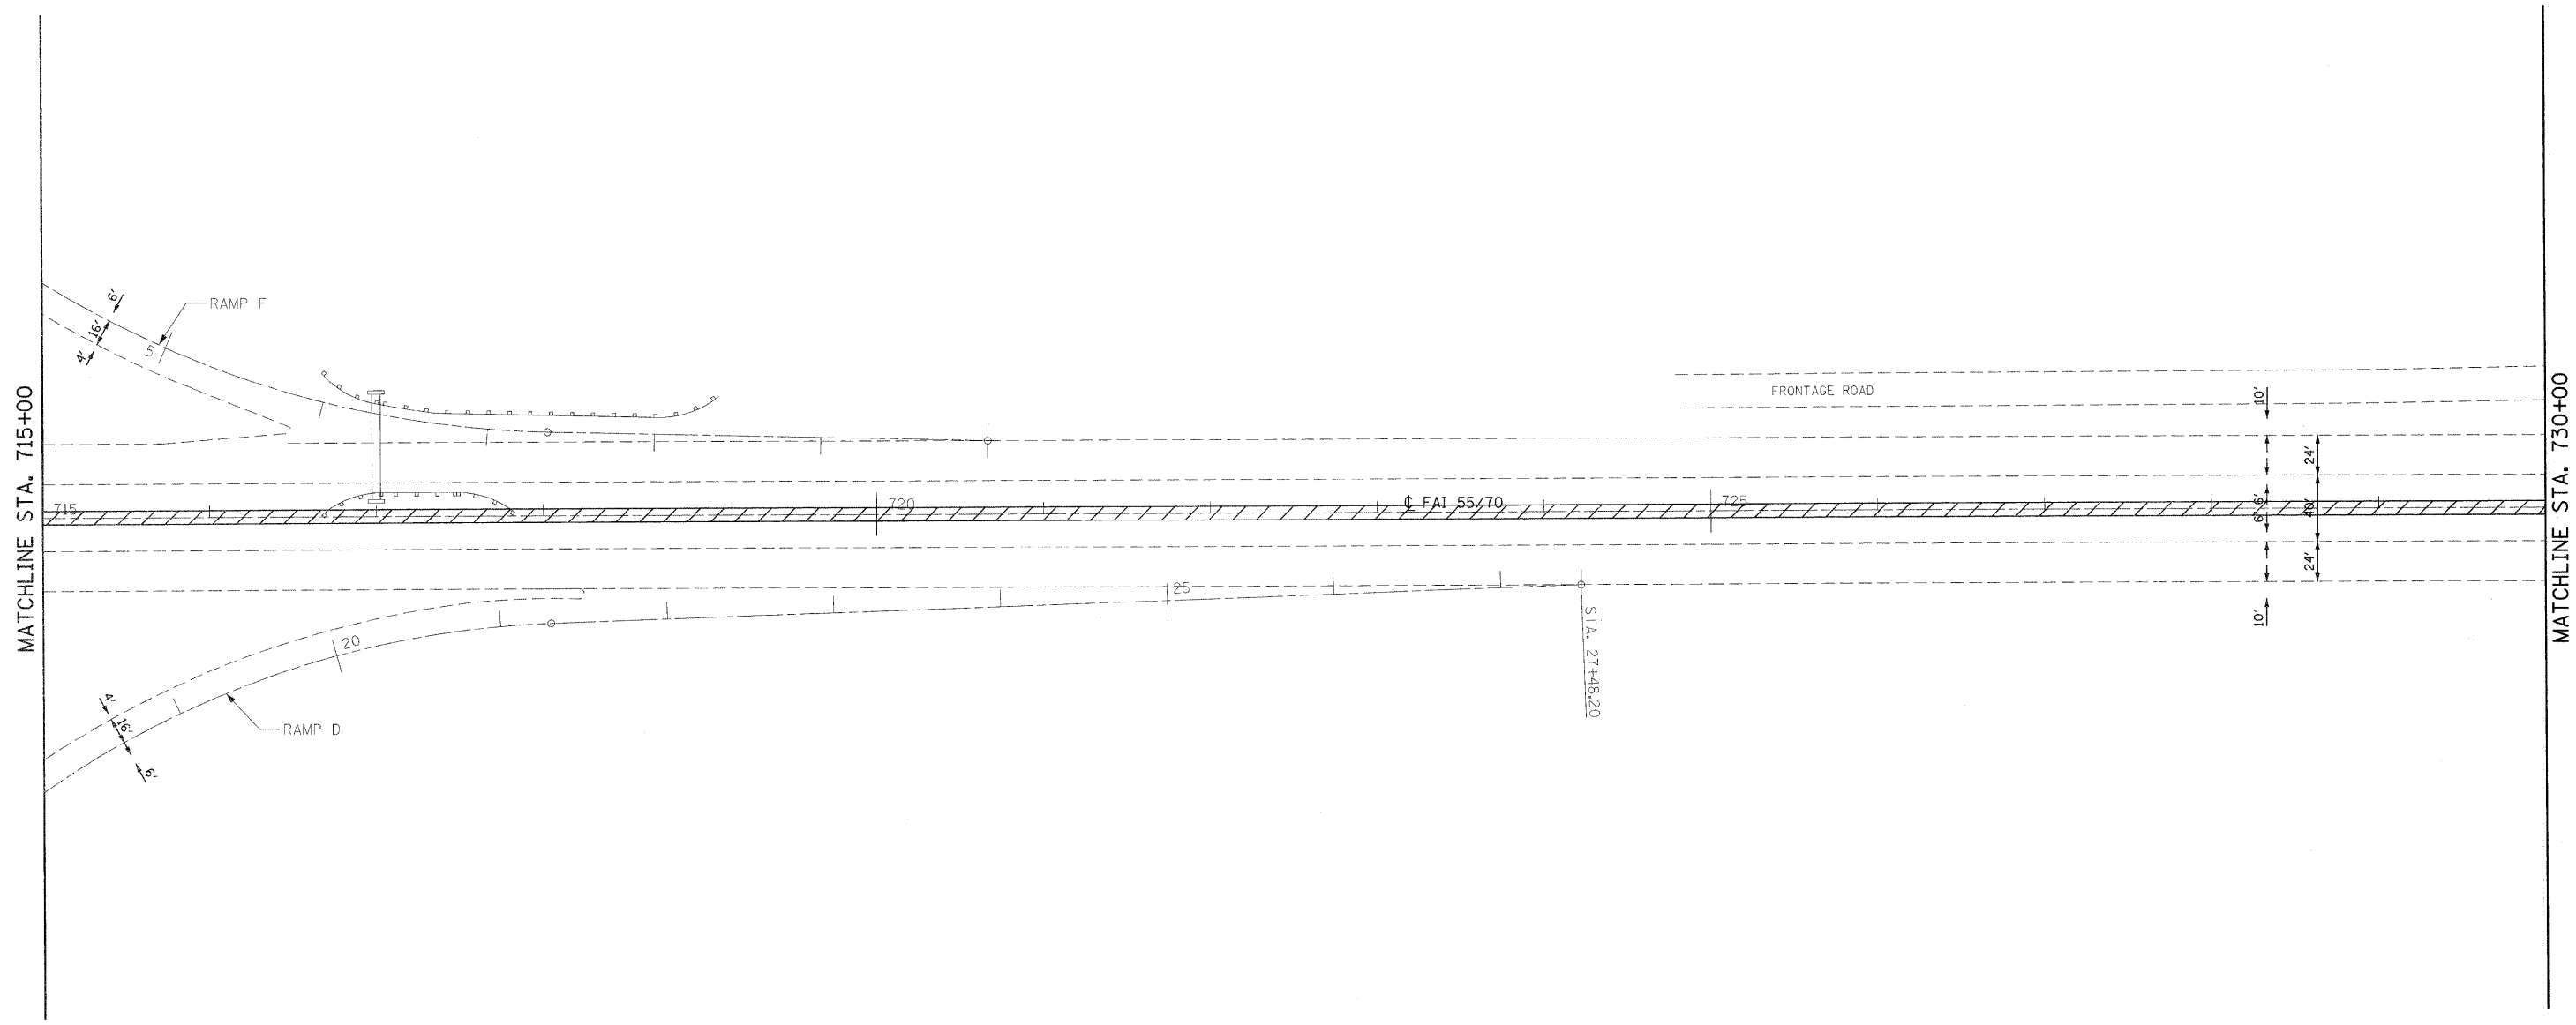 MATCHLINE STA. 715+00
6'
16'
4'
5
RAMP F
FRONTAGE ROAD
10'
24'
715
720
₵ FAI 55/70
725
6'
6'
40'
24'
10'
25
STA. 27+48.20
20
4'
16'
6'
RAMP D
MATCHLINE STA. 730+00